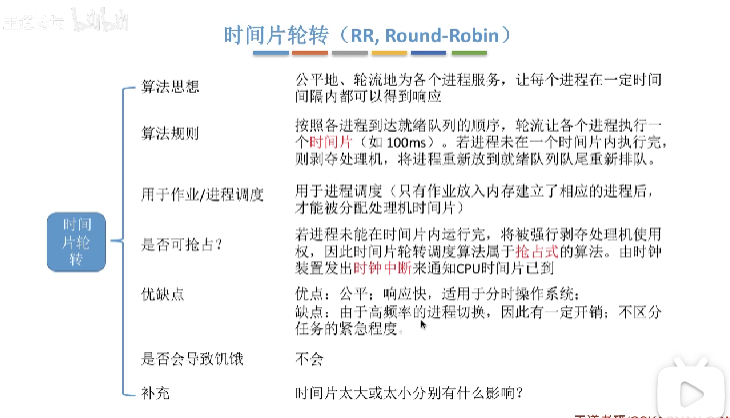 时间片轮转（RR, Round-Robin）
算法思想
公平地、轮流地为各个进程服务，让每个进程在一定时间
间隔内都可以得到响应
算法规则
按照各进程到达就绪队列的顺序，轮流让各个进程执行一
个时间片（如 100ms）。若进程未在一个时间片内执行完，
则剥夺处理机，将进程重新放到就绪队列队尾重新排队。
用于作业/进程调度
用于进程调度（只有作业放入内存建立了相应的进程后，
才能被分配处理机时间片）
时间
片轮
转
是否可抢占？
若进程未能在时间片内运行完，将被强行剥夺处理机使用
权，因此时间片轮转调度算法属于抢占式的算法。由时钟
装置发出时钟中断来通知CPU时间片已到
优缺点
优点：公平；响应快，适用于分时操作系统；
缺点：由于高频率的进程切换，因此有一定开销；不区分
任务的紧急程度。
是否会导致饥饿
不会
补充
时间片太大或太小分别有什么影响？